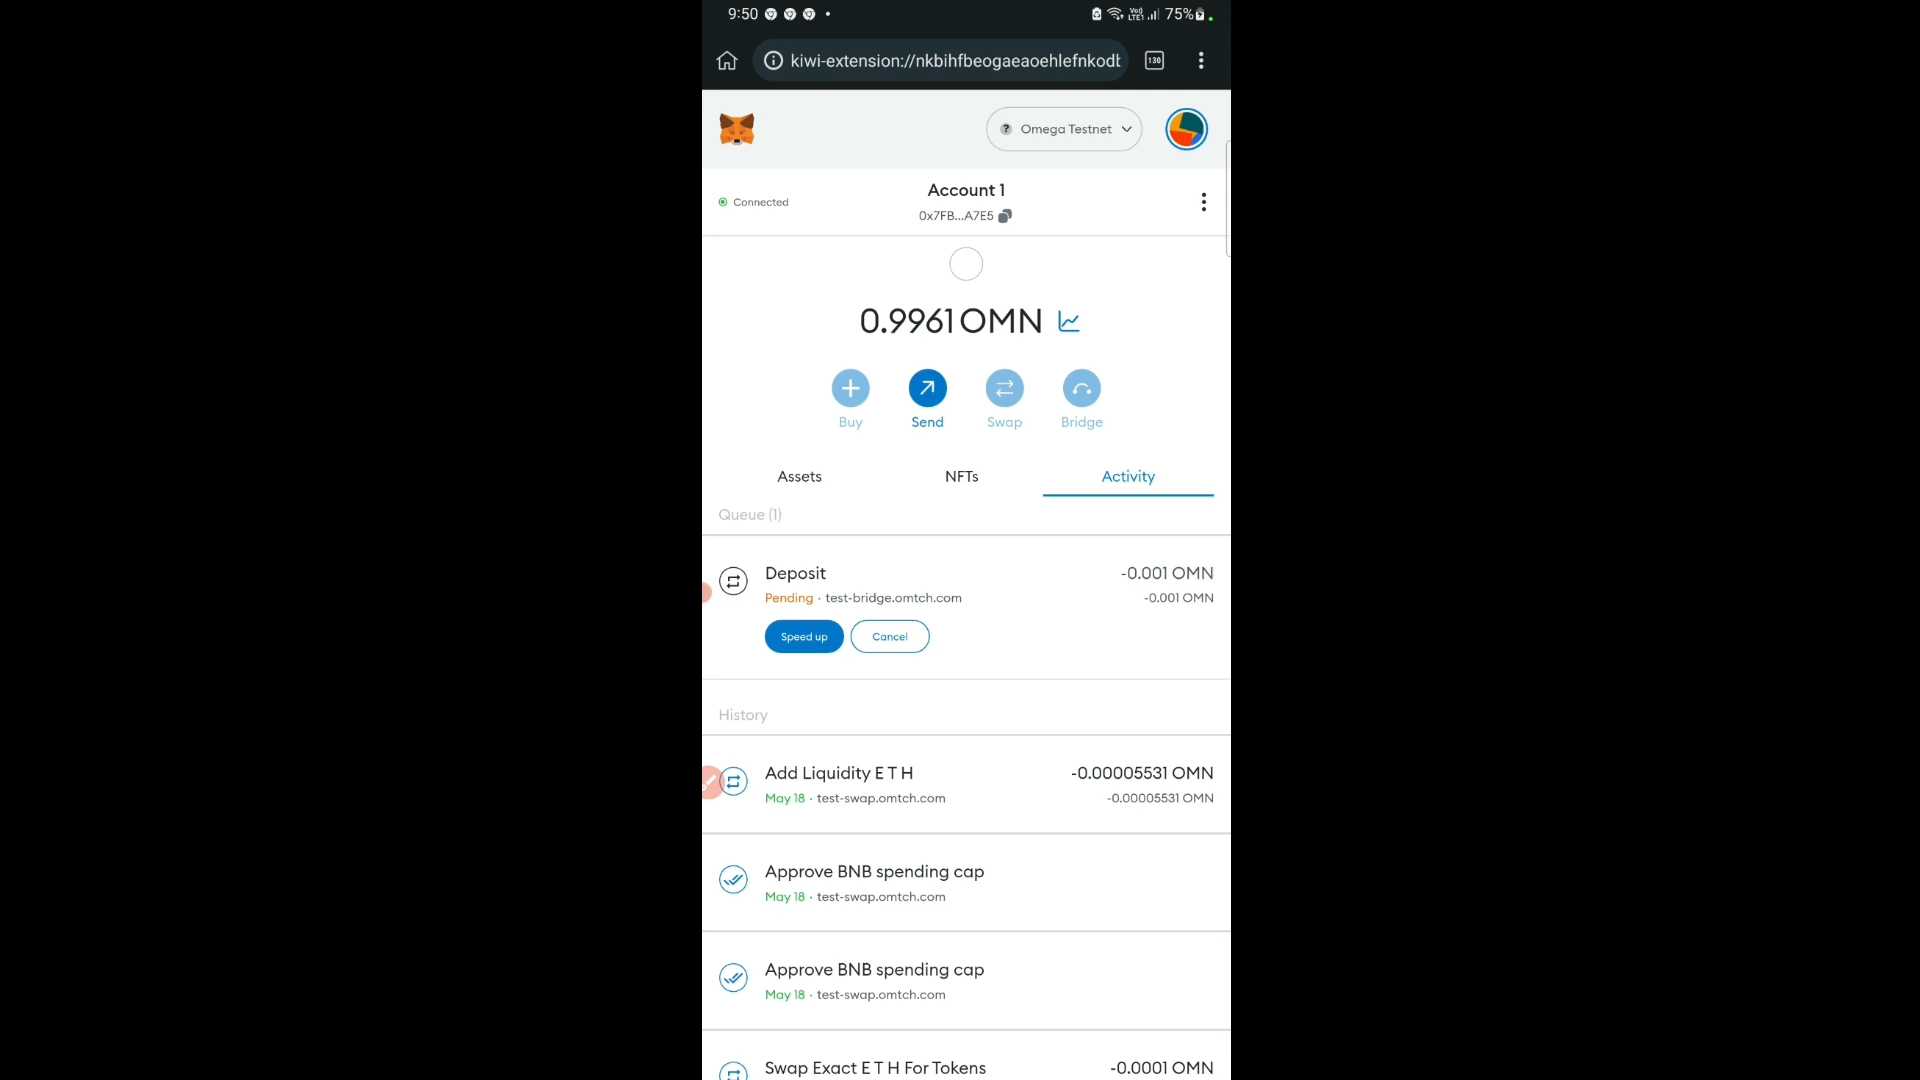 9:50
Vo)) LTE1 75%
kiwi-extension://nkbihfbeogaeaoehlefnkodb
130
? Omega Testnet
Connected
Account 1
0x7FB...A7E5
0.9961 OMN
Buy Send Swap Bridge
Assets NFTs Activity
Queue (1)
Deposit -0.001 OMN
Pending · test-bridge.omtch.com -0.001 OMN
Speed up Cancel
History
Add Liquidity E T H -0.00005531 OMN
May 18 · test-swap.omtch.com -0.00005531 OMN
Approve BNB spending cap
May 18 · test-swap.omtch.com
Approve BNB spending cap
May 18 · test-swap.omtch.com
Swap Exact E T H For Tokens -0.0001 OMN